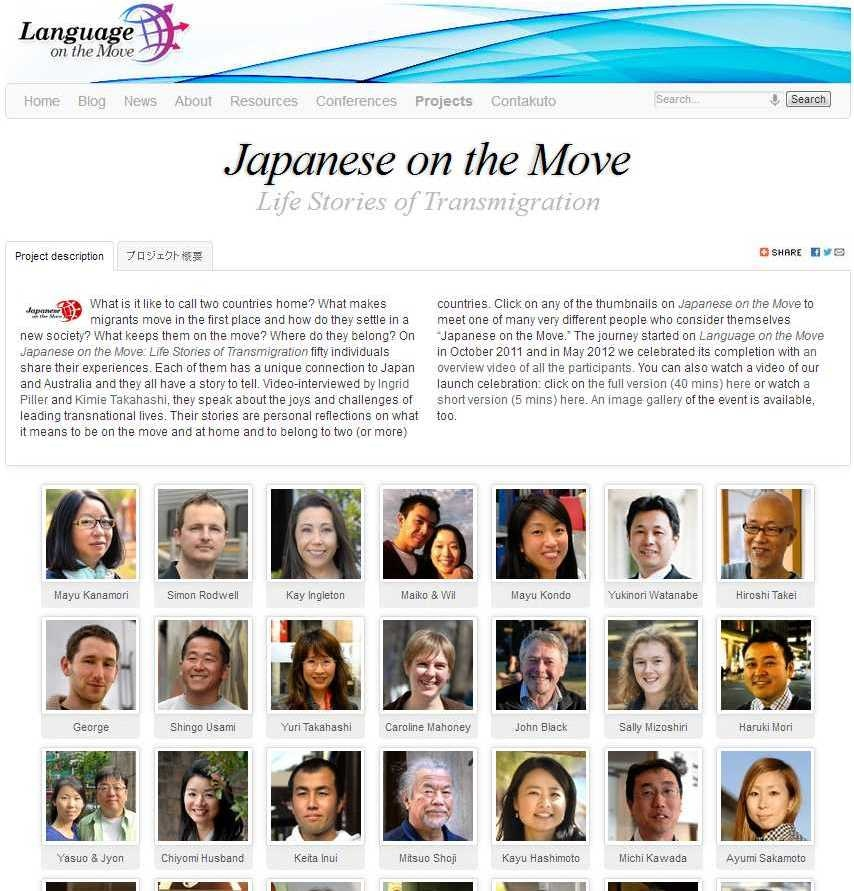 Language
on the Move
Home Blog News About Resources Conferences Projects Contakuto
Search... Search
Japanese on the Move
Life Stories of Transmigration
Project description プロジェクト概要
SHARE
Japanese
on the Move
What is it like to call two countries home? What makes
migrants move in the first place and how do they settle in a
new society? What keeps them on the move? Where do they belong? On
Japanese on the Move: Life Stories of Transmigration fifty individuals
share their experiences. Each of them has a unique connection to Japan
and Australia and they all have a story to tell. Video-interviewed by Ingrid
Piller and Kimie Takahashi, they speak about the joys and challenges of
leading transnational lives. Their stories are personal reflections on what
it means to be on the move and at home and to belong to two (or more)
countries. Click on any of the thumbnails on Japanese on the Move to
meet one of many very different people who consider themselves
“Japanese on the Move.” The journey started on Language on the Move
in October 2011 and in May 2012 we celebrated its completion with an
overview video of all the participants. You can also watch a video of our
launch celebration: click on the full version (40 mins) here or watch a
short version (5 mins) here. An image gallery of the event is available,
too.
Mayu Kanamori Simon Rodwell Kay Ingleton Maiko & Wil Mayu Kondo Yukinori Watanabe Hiroshi Takei
George Shingo Usami Yuri Takahashi Caroline Mahoney John Black Sally Mizoshiri Haruki Mori
Yasuo & Jyon Chiyomi Husband Keita Inui Mitsuo Shoji Kayu Hashimoto Michi Kawada Ayumi Sakamoto